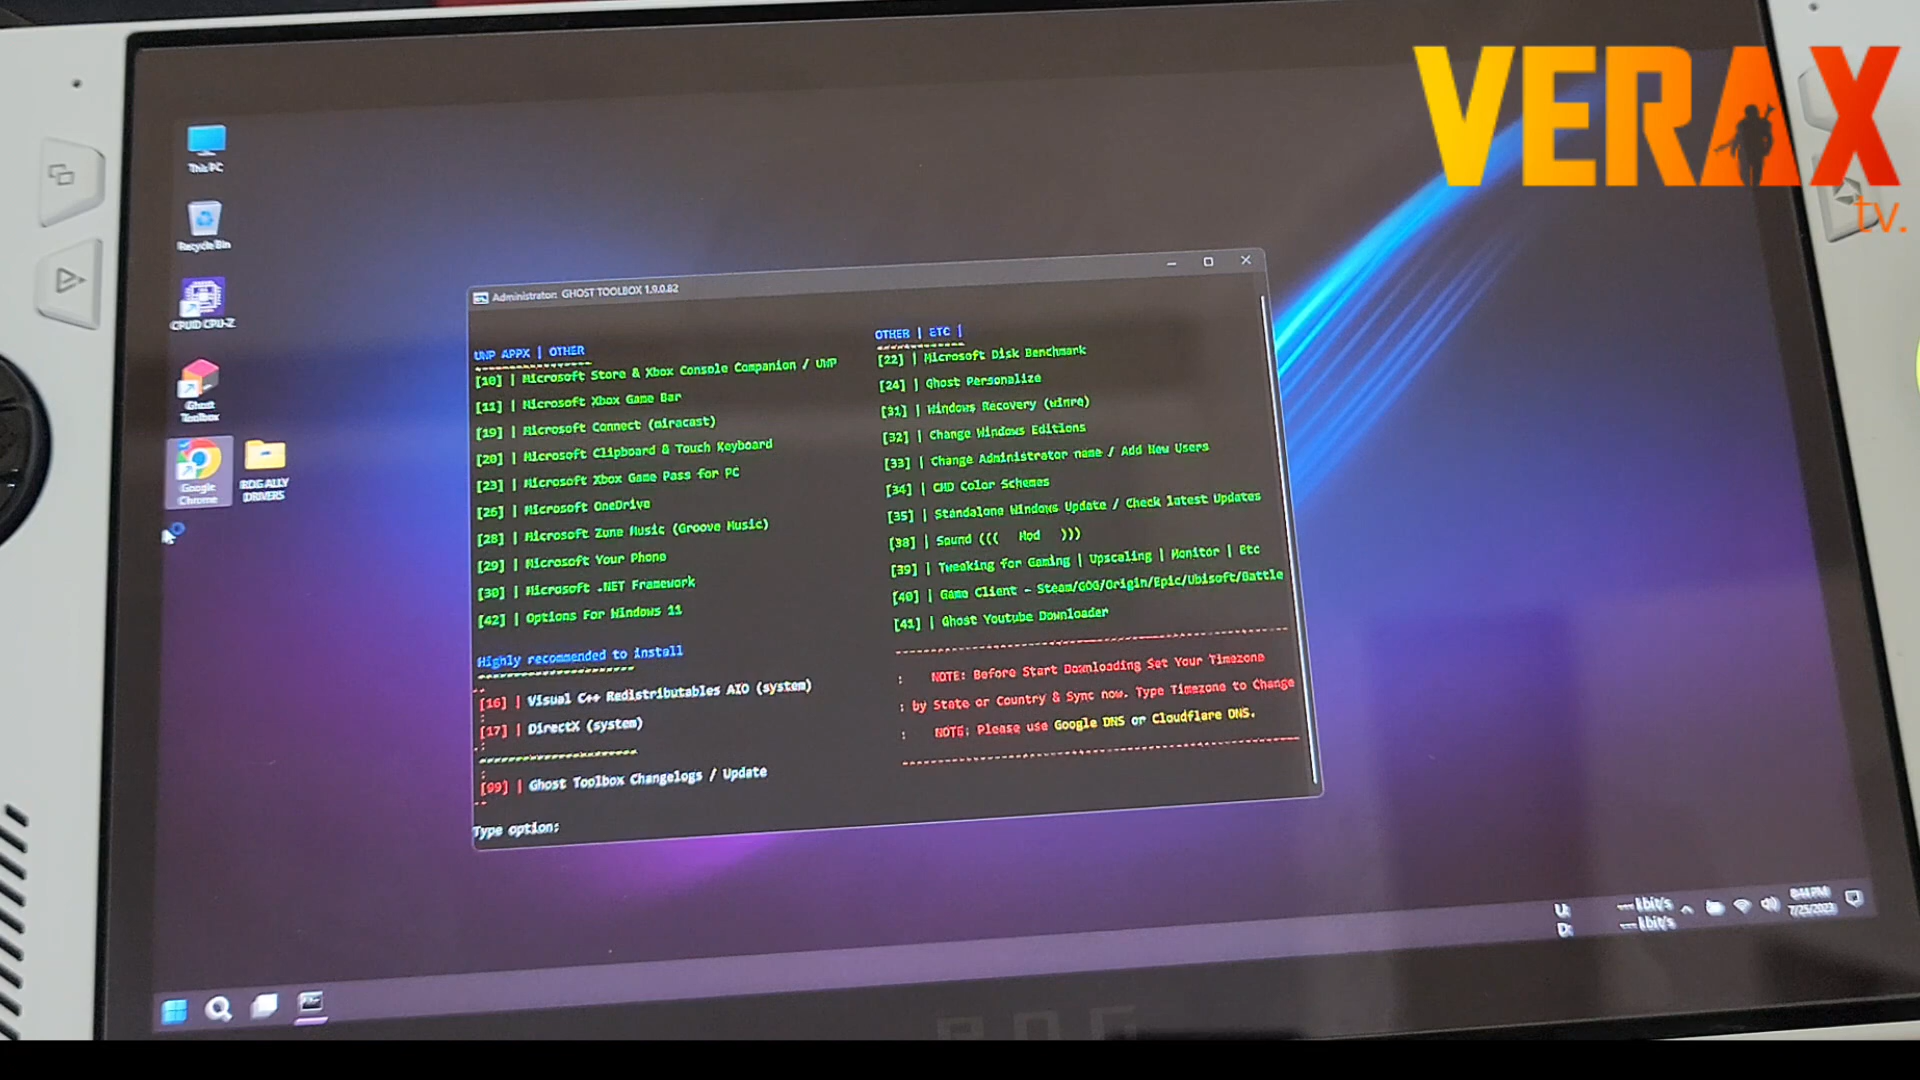 VERAX
tv.
This PC
Recycle Bin
CPUID CPU-Z
Ghost
Toolbox
Google
Chrome
ROG ALLY
DRIVERS
Administrator: GHOST TOOLBOX 1.9.0.82
UWP APPX | OTHER
[10] | Microsoft Store & Xbox Console Companion / UWP
[11] | Microsoft Xbox Game Bar
[19] | Microsoft Connect (miracast)
[20] | Microsoft Clipboard & Touch Keyboard
[23] | Microsoft Xbox Game Pass for PC
[26] | Microsoft OneDrive
[28] | Microsoft Zune Music (Groove Music)
[29] | Microsoft Your Phone
[30] | Microsoft .NET Framework
[42] | Options For Windows 11
Highly recommended to install
[16] | Visual C++ Redistributables AIO (system)
[17] | DirectX (system)
[99] | Ghost Toolbox Changelogs / Update
Type option:
OTHER | ETC |
[22] | Microsoft Disk Benchmark
[24] | Ghost Personalize
[31] | Windows Recovery (winre)
[32] | Change Windows Editions
[33] | Change Administrator name / Add New Users
[34] | CMD Color Schemes
[35] | Standalone Windows Update / Check latest Updates
[38] | Sound ((( Mod )))
[39] | Tweaking for Gaming | Upscaling | Monitor | Etc
[40] | Game Client - Steam/GOG/Origin/Epic/Ubisoft/Battle
[41] | Ghost Youtube Downloader
: NOTE: Before Start Downloading Set Your Timezone
: by State or Country & Sync now. Type Timezone to Change
: NOTE: Please use Google DNS or Cloudflare DNS.
U: --- kbit/s
D: --- kbit/s
8:44 PM
7/25/2023
ROG